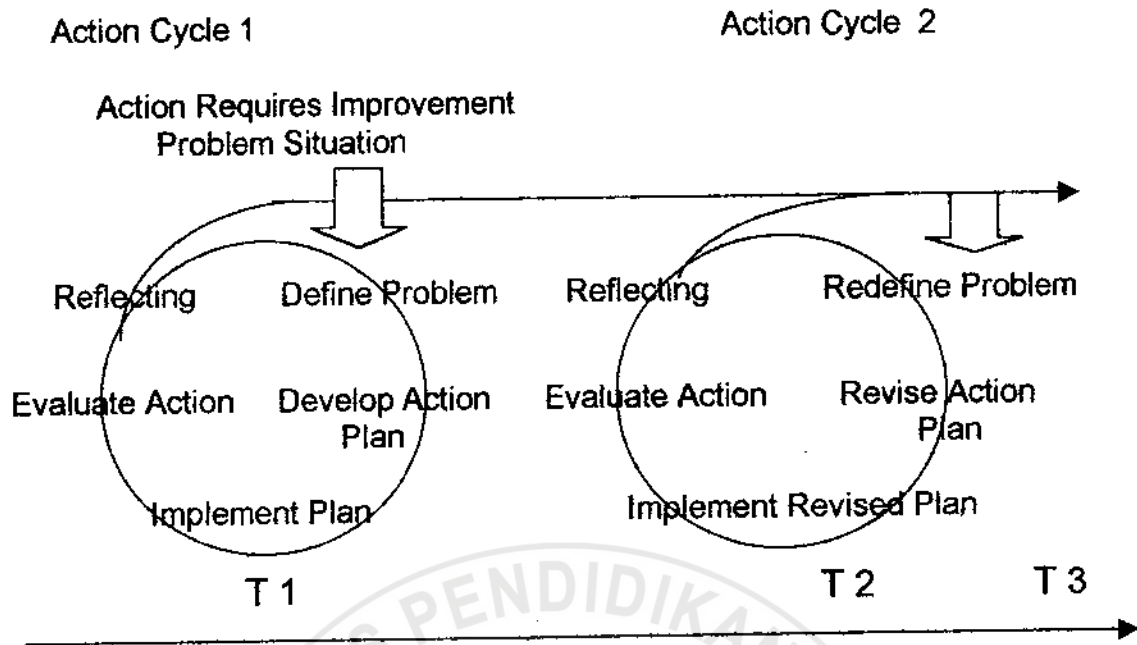 Action Cycle 1
Action Cycle 2
Action Requires Improvement
Problem Situation
Reflecting
Define Problem
Reflecting
Redefine Problem
Evaluate Action
Develop Action
Plan
Evaluate Action
Revise Action
Plan
Implement Plan
Implement Revised Plan
T 1
T 2
T 3
PENDIDIKAN